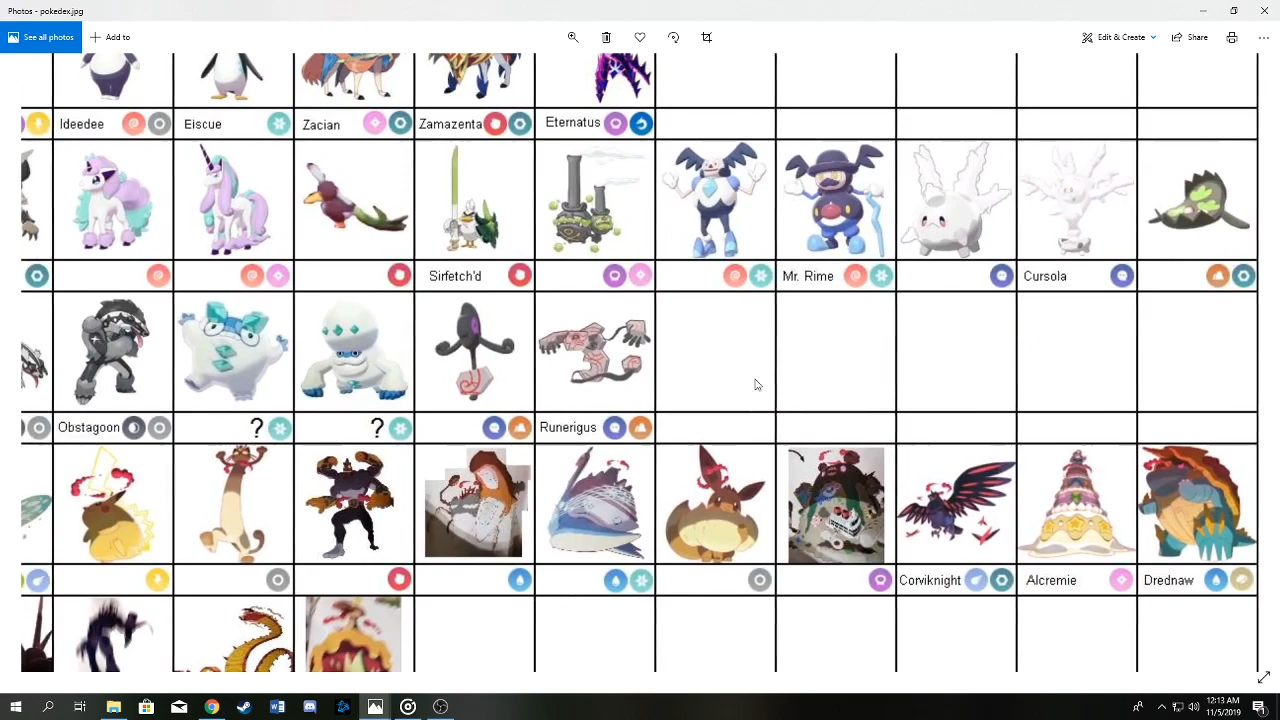 Photos - pokedex.jpg
See all photos
Add to
Edit & Create
Share
Ideedee
Eiscue
Zacian
Zamazenta
Eternatus
Sirfetch'd
Mr. Rime
Cursola
Obstagoon
?
?
Runerigus
Corviknight
Alcremie
Drednaw
12:13 AM
11/5/2019